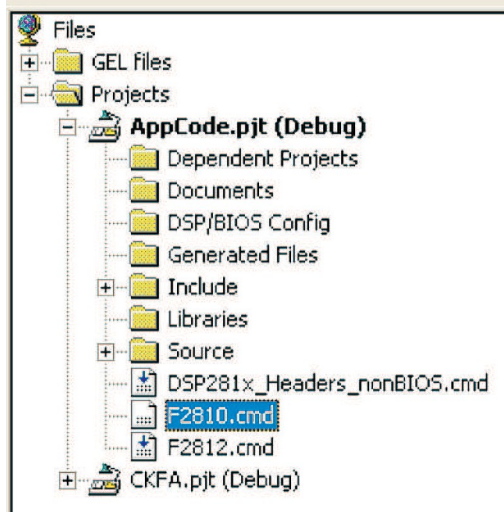 Files
GEL files
Projects
AppCode.pjt (Debug)
Dependent Projects
Documents
DSP/BIOS Config
Generated Files
Include
Libraries
Source
DSP281x_Headers_nonBIOS.cmd
F2810.cmd
F2812.cmd
CKFA.pjt (Debug)